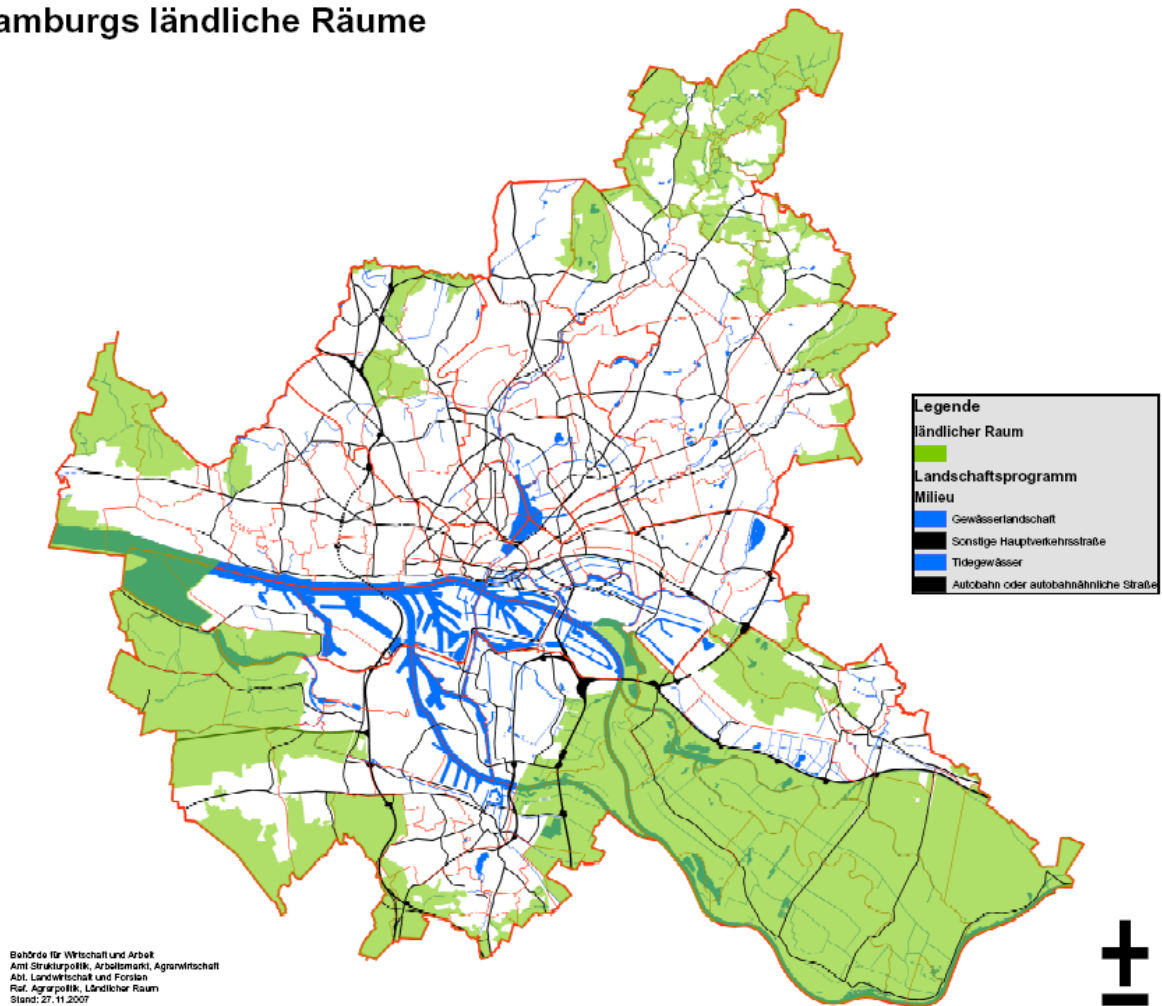 amburgs ländliche Räume
Legende
ländlicher Raum
Landschaftsprogramm
Milieu
Gewässerlandschaft
Sonstige Hauptverkehrsstraße
Tidegewässer
Autobahn oder autobahnähnliche Straße
Behörde für Wirtschaft und Arbeit
Amt Strukturpolitik, Arbeitsmarkt, Agrarwirtschaft
Abt. Landwirtschaft und Forsten
Ref. Agrarpolitik, Ländlicher Raum
Stand: 27.11.2007